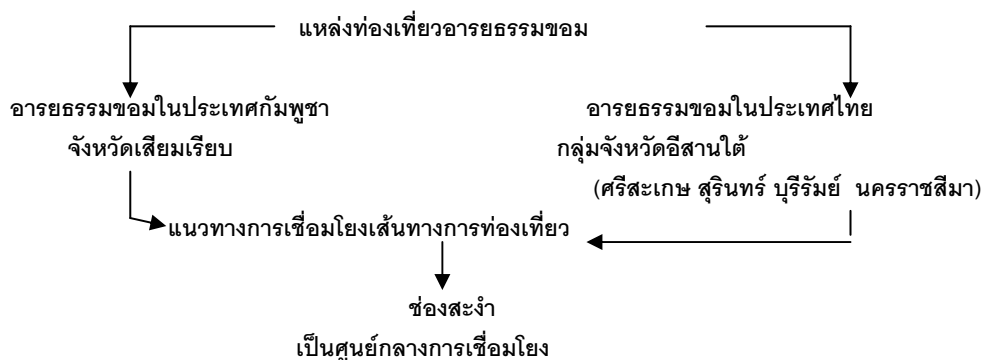 แหล่งท่องเที่ยวอารยธรรมขอม
อารยธรรมขอมในประเทศกัมพูชา
จังหวัดเสียมเรียบ
อารยธรรมขอมในประเทศไทย
กลุ่มจังหวัดอีสานใต้
(ศรีสะเกษ สุรินทร์ บุรีรัมย์ นครราชสีมา)
แนวทางการเชื่อมโยงเส้นทางการท่องเที่ยว
ช่องสะงำ
เป็นศูนย์กลางการเชื่อมโยง